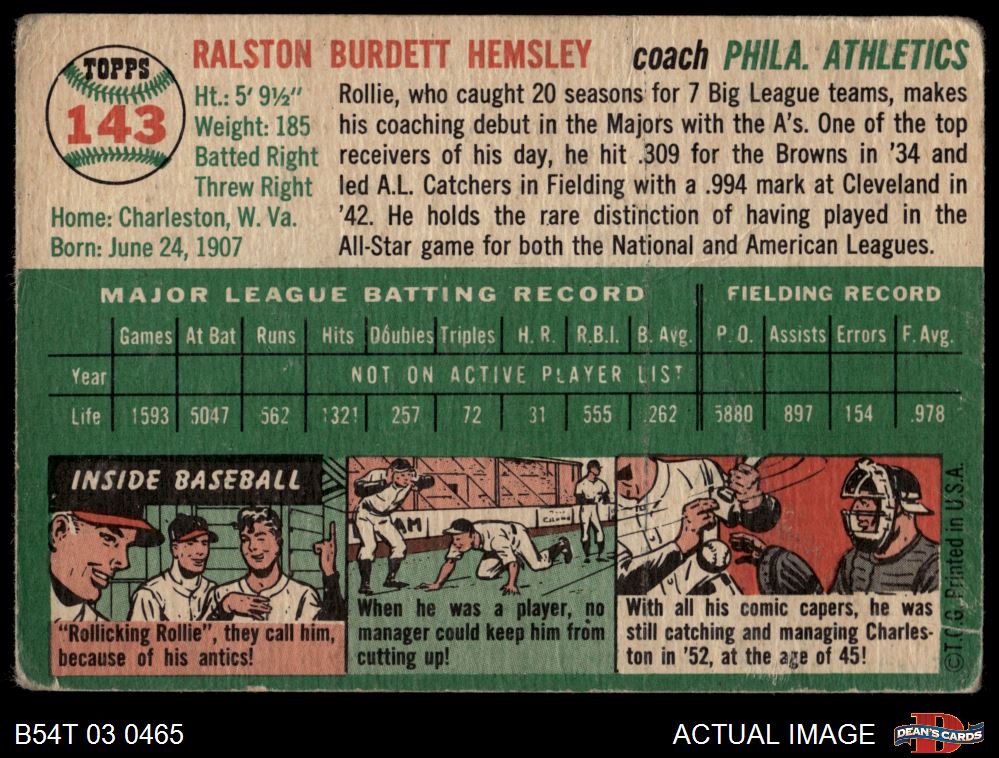 TOPPS
143
RALSTON BURDETT HEMSLEY coach PHILA. ATHLETICS
Ht.: 5' 9½"
Weight: 185
Batted Right
Threw Right
Home: Charleston, W. Va.
Born: June 24, 1907
Rollie, who caught 20 seasons for 7 Big League teams, makes
his coaching debut in the Majors with the A's. One of the top
receivers of his day, he hit .309 for the Browns in '34 and
led A.L. Catchers in Fielding with a .994 mark at Cleveland in
'42. He holds the rare distinction of having played in the
All-Star game for both the National and American Leagues.
MAJOR LEAGUE BATTING RECORD FIELDING RECORD
Games At Bat Runs Hits Doubles Triples H. R. R.B.I. B. Avg. P. O. Assists Errors F. Avg.
Year NOT ON ACTIVE PLAYER LIST
Life 1593 5047 562 1321 257 72 31 555 .262 5880 897 154 .978
INSIDE BASEBALL
"Rollicking Rollie", they call him,
because of his antics!
AM
When he was a player, no
manager could keep him from
cutting up!
With all his comic capers, he was
still catching and managing Charles-
ton in '52, at the age of 45!
©T.C.G. Printed in U.S.A.
B54T 03 0465
ACTUAL IMAGE
DEAN'S CARDS